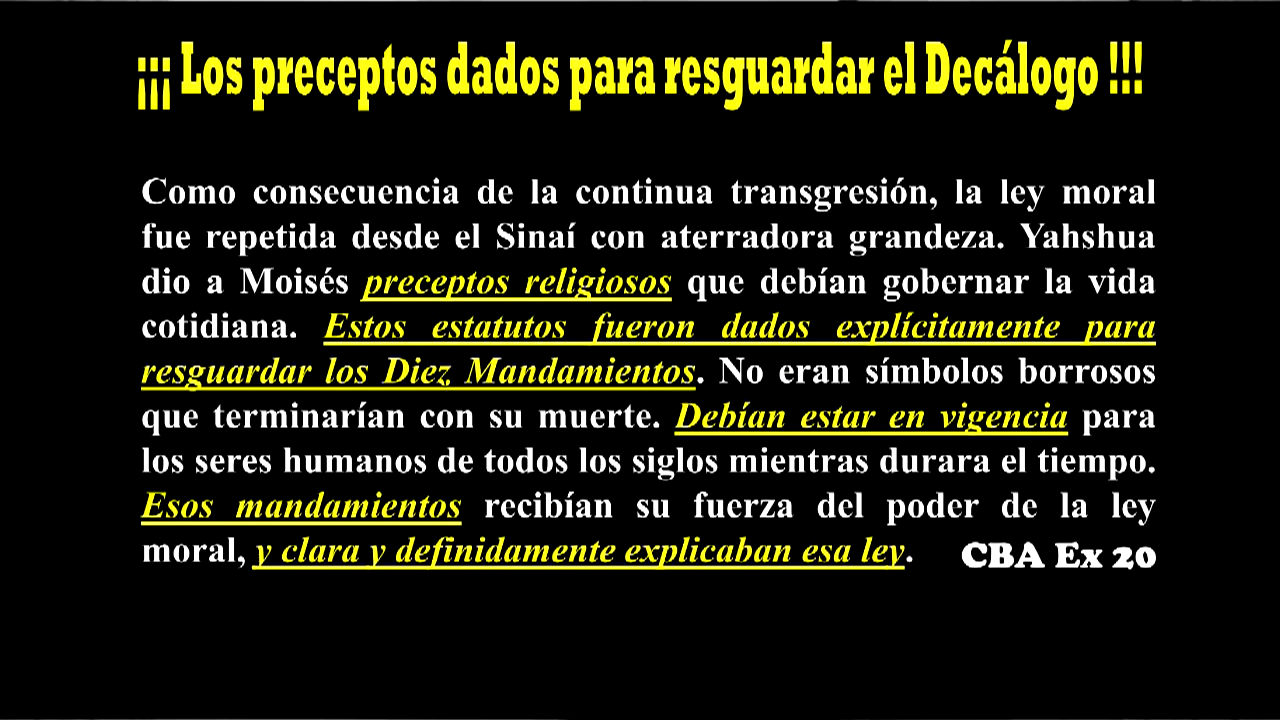 ¡¡¡ Los preceptos dados para resguardar el Decálogo !!!
Como consecuencia de la continua transgresión, la ley moral
fue repetida desde el Sinaí con aterradora grandeza. Yahshua
dio a Moisés preceptos religiosos que debían gobernar la vida
cotidiana. Estos estatutos fueron dados explícitamente para
resguardar los Diez Mandamientos. No eran símbolos borrosos
que terminarían con su muerte. Debían estar en vigencia para
los seres humanos de todos los siglos mientras durara el tiempo.
Esos mandamientos recibían su fuerza del poder de la ley
moral, y clara y definidamente explicaban esa ley. CBA Ex 20